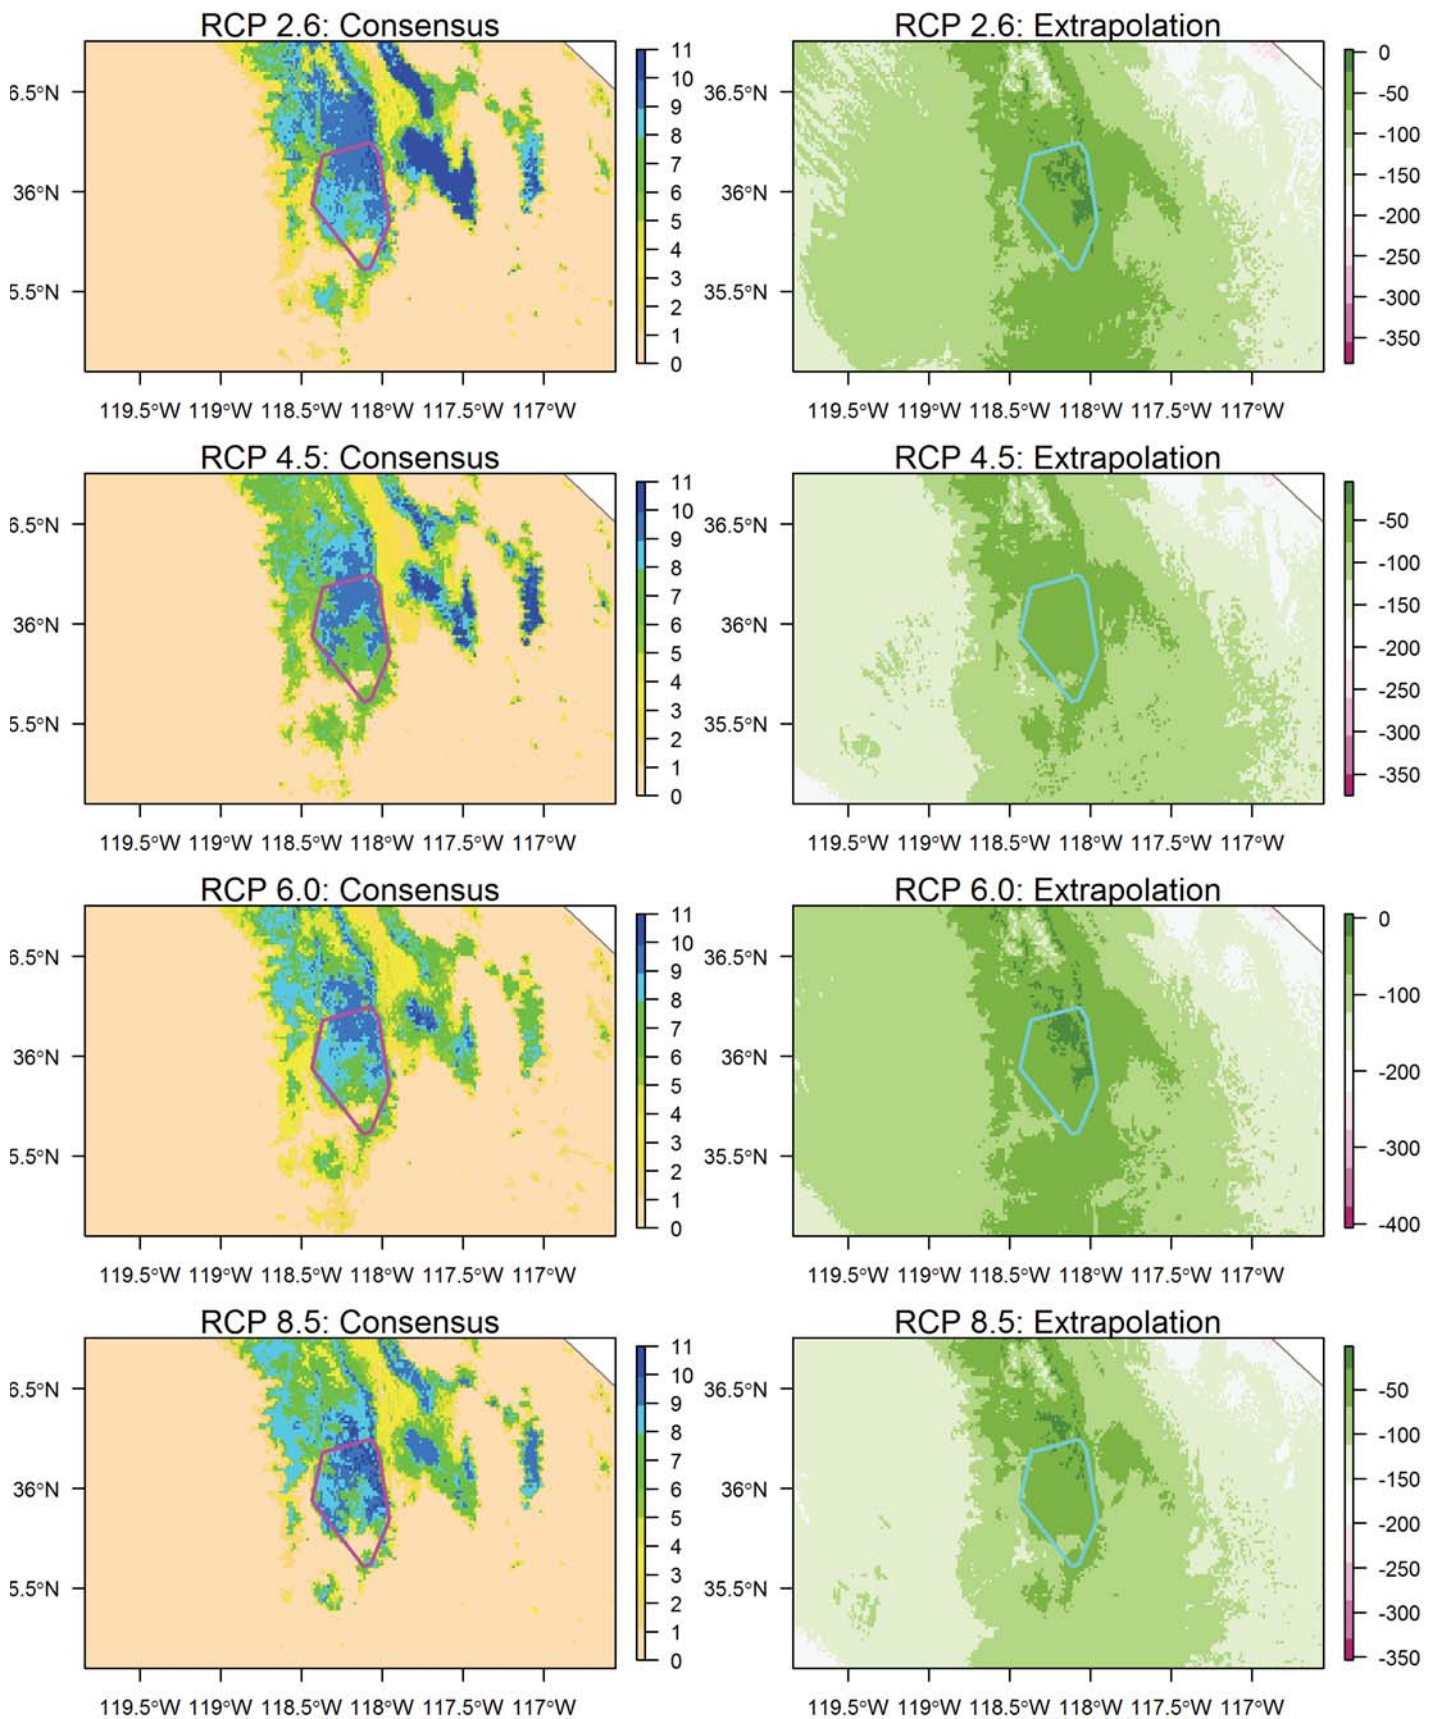 RCP 2.6: Consensus
11
10
9
8
7
6
5
4
3
2
1
0
6.5°N
36°N
5.5°N
119.5°W 119°W 118.5°W 118°W 117.5°W 117°W
RCP 2.6: Extrapolation
0
-50
-100
-150
-200
-250
-300
-350
36.5°N
36°N
35.5°N
119.5°W 119°W 118.5°W 118°W 117.5°W 117°W
RCP 4.5: Consensus
11
10
9
8
7
6
5
4
3
2
1
0
6.5°N
36°N
5.5°N
119.5°W 119°W 118.5°W 118°W 117.5°W 117°W
RCP 4.5: Extrapolation
-50
-100
-150
-200
-250
-300
-350
36.5°N
36°N
35.5°N
119.5°W 119°W 118.5°W 118°W 117.5°W 117°W
RCP 6.0: Consensus
11
10
9
8
7
6
5
4
3
2
1
0
6.5°N
36°N
5.5°N
119.5°W 119°W 118.5°W 118°W 117.5°W 117°W
RCP 6.0: Extrapolation
0
-100
-200
-300
-400
36.5°N
36°N
35.5°N
119.5°W 119°W 118.5°W 118°W 117.5°W 117°W
RCP 8.5: Consensus
11
10
9
8
7
6
5
4
3
2
1
0
6.5°N
36°N
5.5°N
119.5°W 119°W 118.5°W 118°W 117.5°W 117°W
RCP 8.5: Extrapolation
-50
-100
-150
-200
-250
-300
-350
36.5°N
36°N
35.5°N
119.5°W 119°W 118.5°W 118°W 117.5°W 117°W